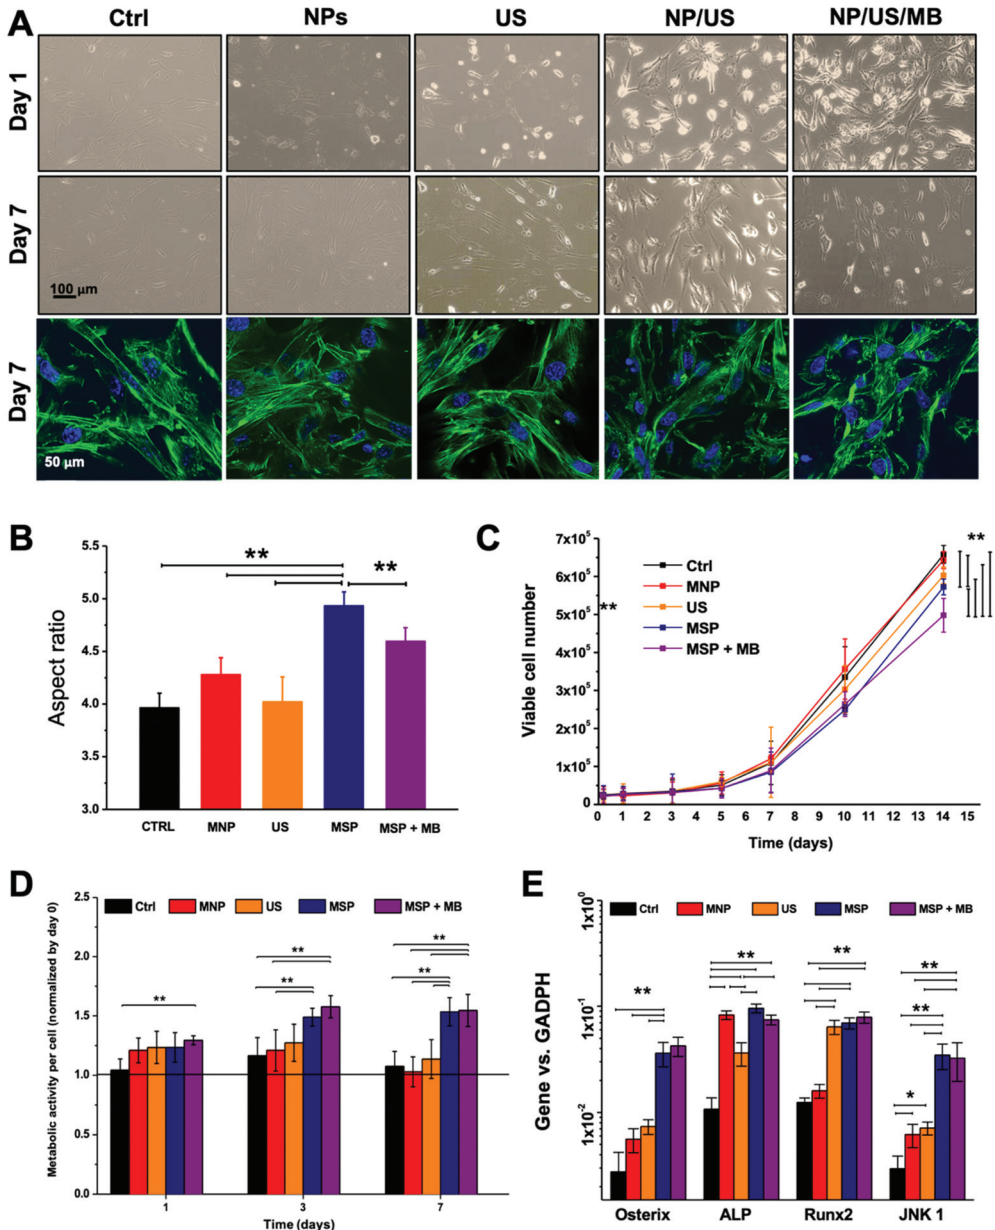 A
Ctrl
NPs
US
NP/US
NP/US/MB
Day 1
Day 7
100 μm
Day 7
50 μm
B
Aspect ratio
5.5
5.0
4.5
4.0
3.5
3.0
**
**
CTRL
MNP
US
MSP
MSP + MB
C
Viable cell number
7x10⁵
6x10⁵
5x10⁵
4x10⁵
3x10⁵
2x10⁵
1x10⁵
0
Ctrl
MNP
US
MSP
MSP + MB
**
**
0 1 2 3 4 5 6 7 8 9 10 11 12 13 14 15
Time (days)
D
Metabolic activity per cell (normalized by day 0)
2.5
2.0
1.5
1.0
0.5
0.0
Ctrl MNP US MSP MSP + MB
**
**
**
**
**
1 3 7
Time (days)
E
Gene vs. GADPH
1x10⁰
1x10⁻¹
1x10⁻²
Ctrl MNP US MSP MSP + MB
**
**
**
**
**
*
Osterix ALP Runx2 JNK 1